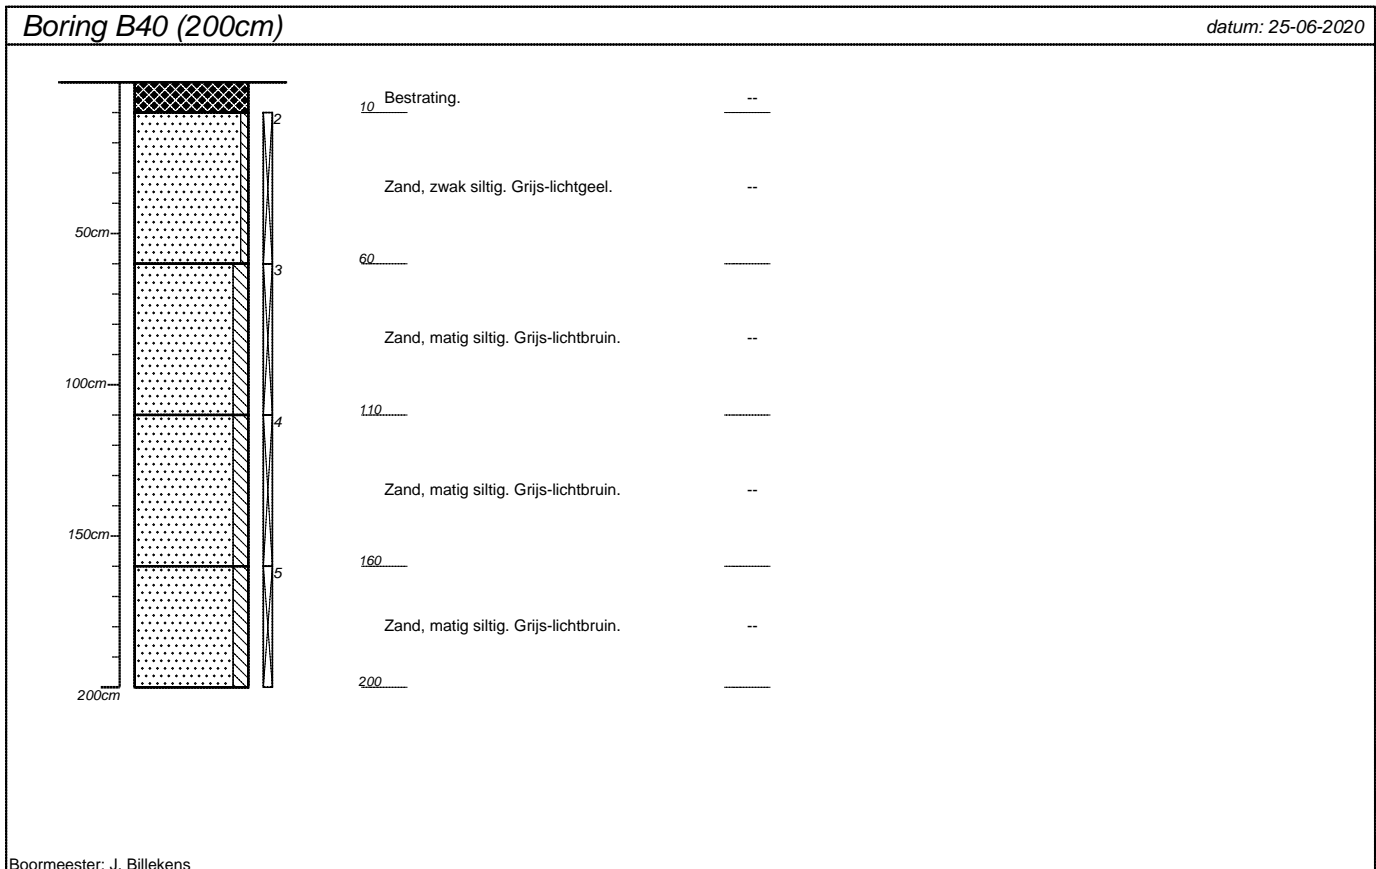 Boring B40 (200cm)
datum: 25-06-2020
10 Bestrating. --
2
Zand, zwak siltig. Grijs-lichtgeel. --
50cm
60
3
Zand, matig siltig. Grijs-lichtbruin. --
100cm
110
4
Zand, matig siltig. Grijs-lichtbruin. --
150cm
160
5
Zand, matig siltig. Grijs-lichtbruin. --
200
200cm
Boormeester: J. Billekens